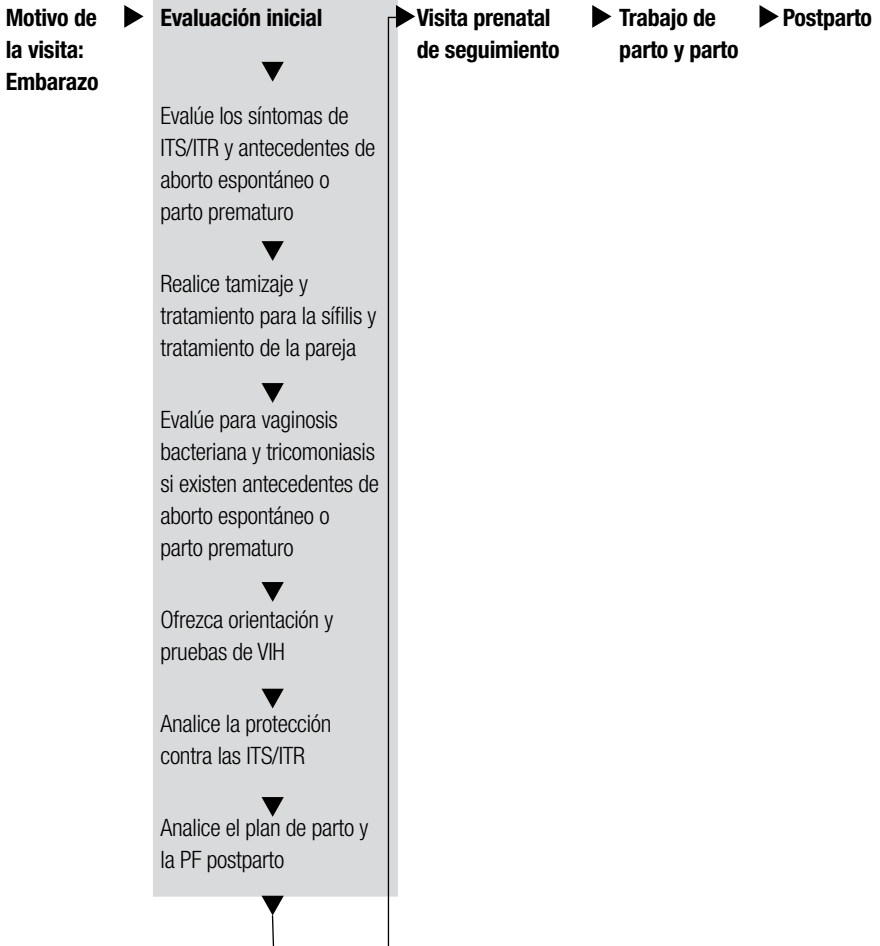 Motivo de
la visita:
Embarazo
Evaluación inicial
Evalúe los síntomas de
ITS/ITR y antecedentes de
aborto espontáneo o
parto prematuro
Realice tamizaje y
tratamiento para la sífilis y
tratamiento de la pareja
Evalúe para vaginosis
bacteriana y tricomoniasis
si existen antecedentes de
aborto espontáneo o
parto prematuro
Ofrezca orientación y
pruebas de VIH
Analice la protección
contra las ITS/ITR
Analice el plan de parto y
la PF postparto
Visita prenatal
de seguimiento
Trabajo de
parto y parto
Postparto